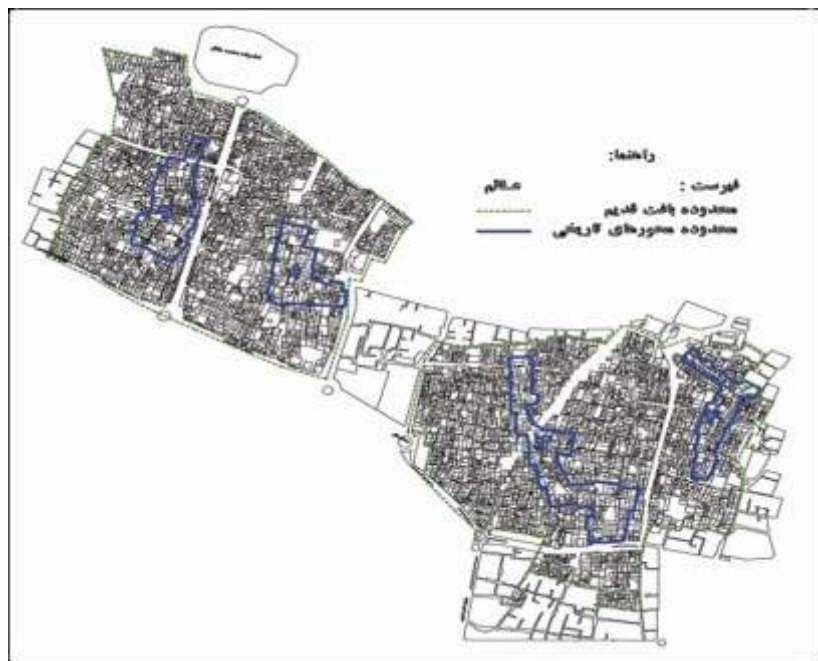 راهنما:
فهرست : علائم
محدوده بافت قدیم
محدوده محورهای تاریخی